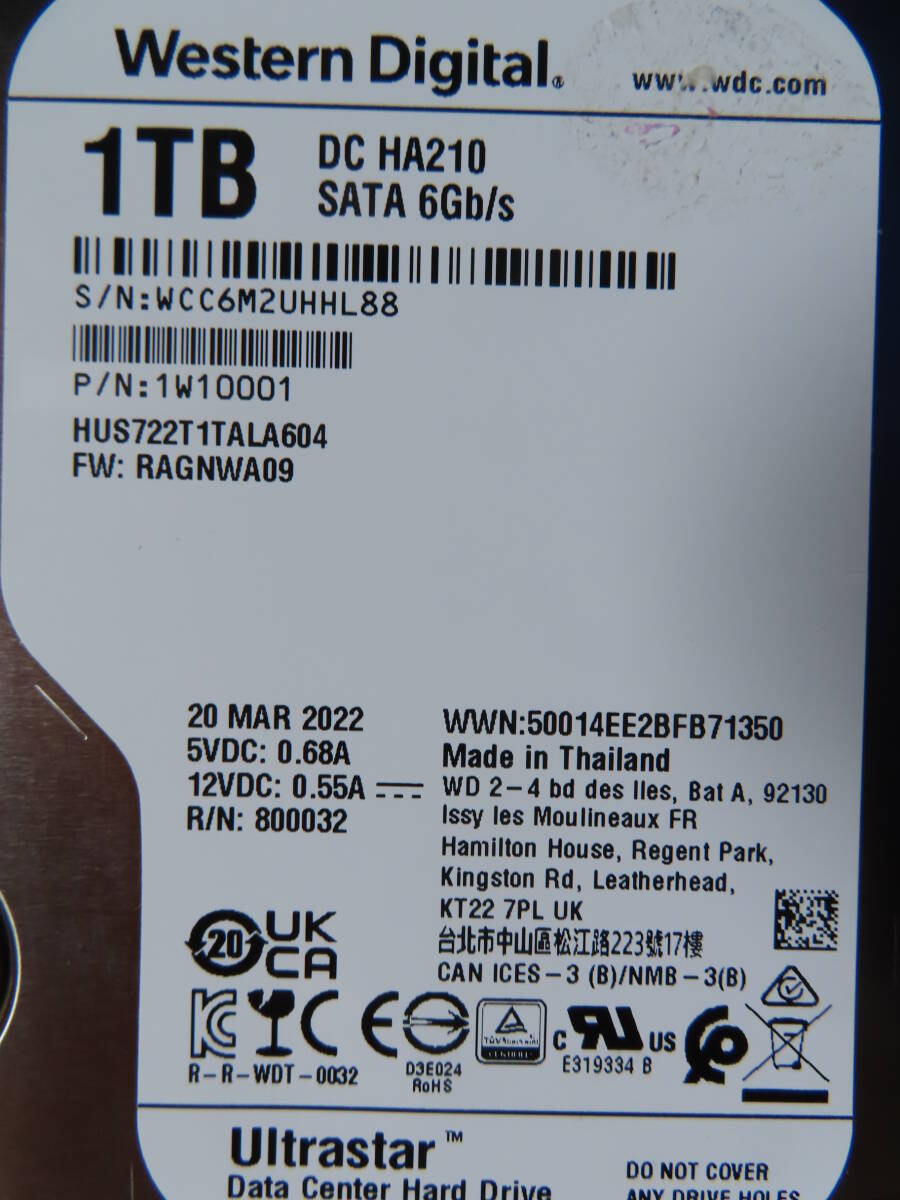 Western Digital®
www.wdc.com
1TB
DC HA210
SATA 6Gb/s
S/N:WCC6M2UHHL88
P/N:1W10001
HUS722T1TALA604
FW: RAGNWA09
20 MAR 2022
5VDC: 0.68A
12VDC: 0.55A
R/N: 800032
WWN:50014EE2BFB71350
Made in Thailand
WD 2-4 bd des Iles, Bat A, 92130
Issy les Moulineaux FR
Hamilton House, Regent Park,
Kingston Rd, Leatherhead,
KT22 7PL UK
台北市中山區松江路223號17樓
CAN ICES-3 (B)/NMB-3(B)
20
UK
CA
CE
R-R-WDT-0032
D3E024
RoHS
C
US
E319334 B
Ultrastar™
Data Center Hard Drive
DO NOT COVER
ANY DRIVE HOLES